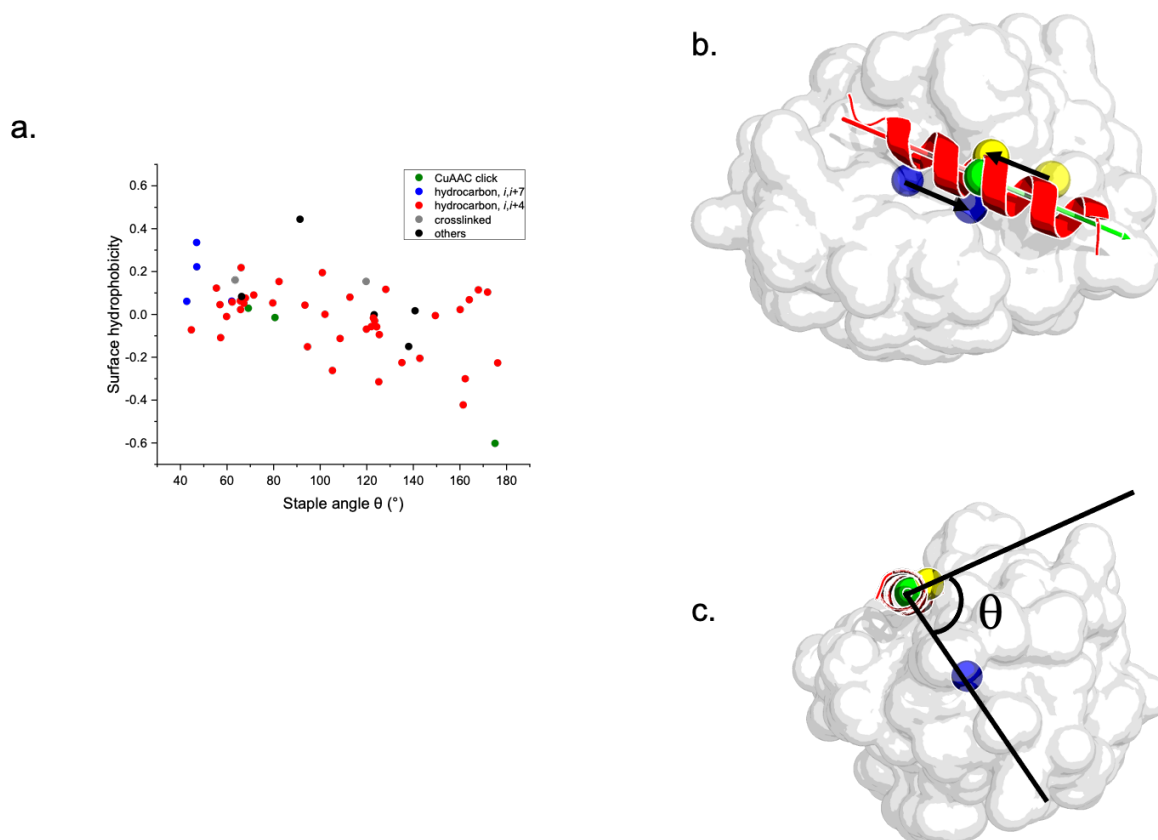 a.
Surface hydrophobicity
0.6
0.4
0.2
0.0
-0.2
-0.4
-0.6
40 60 80 100 120 140 160 180
Staple angle θ (°)
CuAAC click
hydrocarbon, i,i+7
hydrocarbon, i,i+4
crosslinked
others
b.
c.
θ